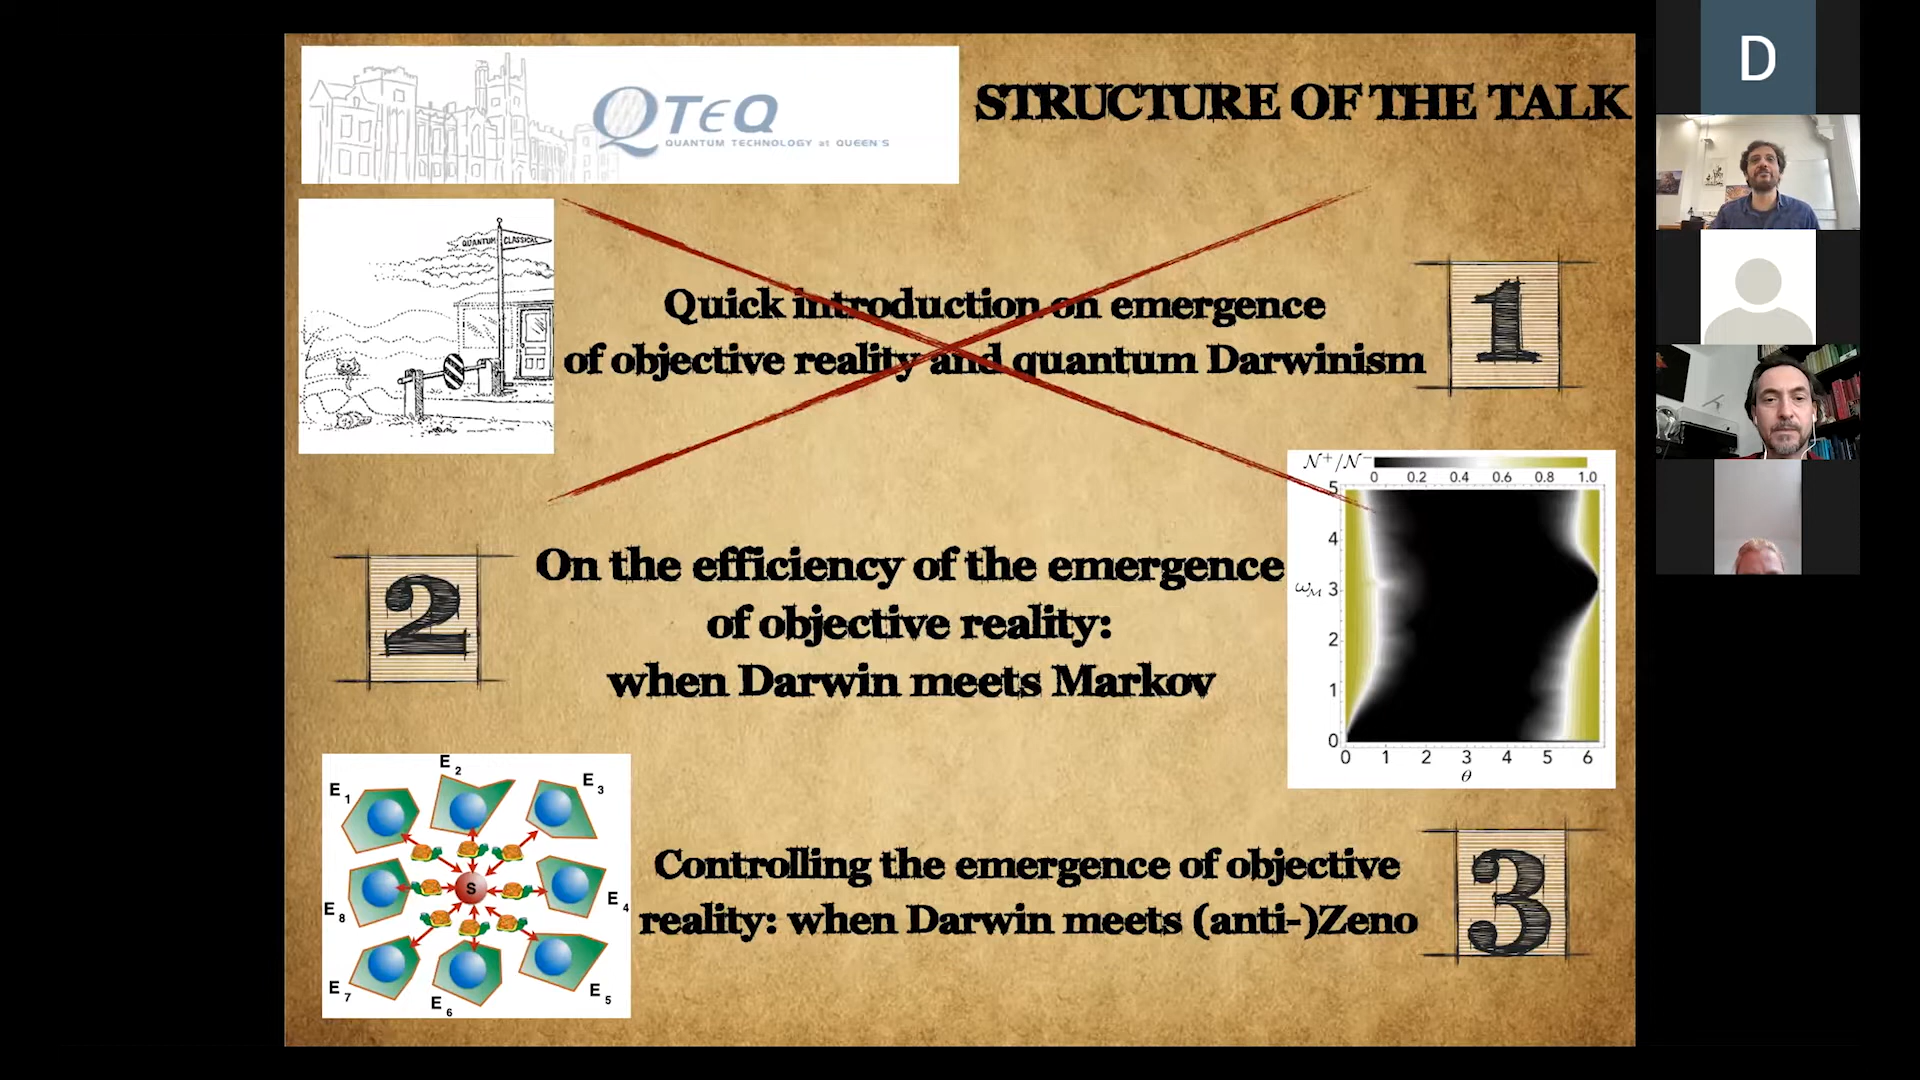 QTEQ
QUANTUM TECHNOLOGY at QUEEN'S
STRUCTURE OF THE TALK
D
QUANTUM CLASSICAL
Quick introduction on emergence
of objective reality and quantum Darwinism
1
2
On the efficiency of the emergence
of objective reality:
when Darwin meets Markov
N⁺/N⁻
0 0.2 0.4 0.6 0.8 1.0
5
4
ωM 3
2
1
0
0 1 2 3 4 5 6
θ
E1
E2
E3
E8
S
E4
E7
E6
E5
Controlling the emergence of objective
reality: when Darwin meets (anti-)Zeno
3